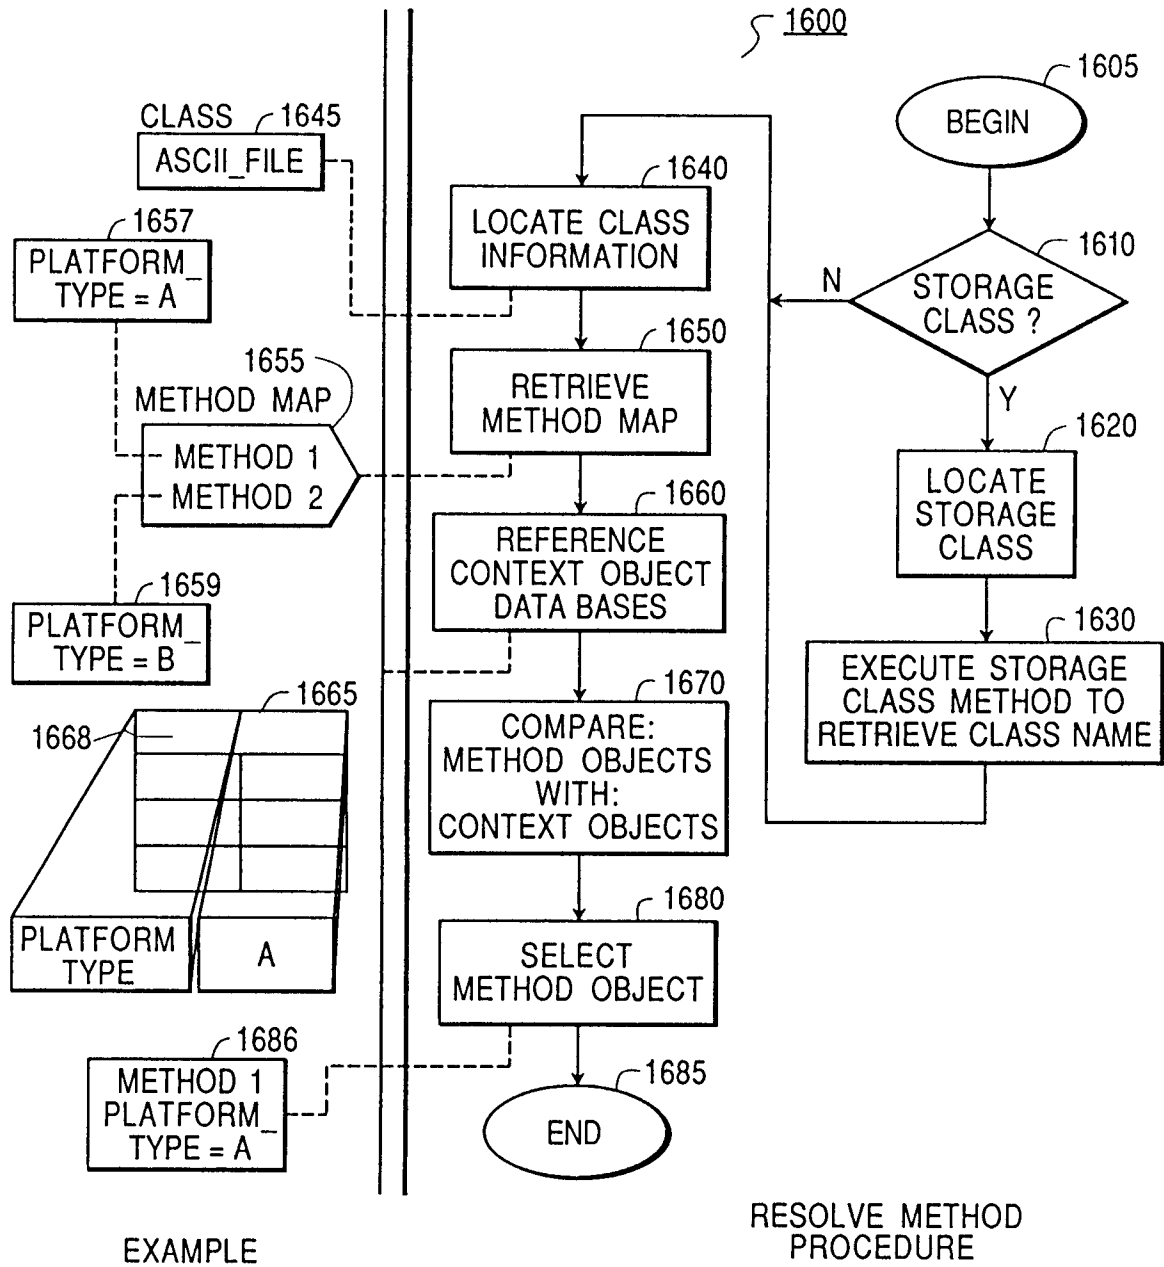 1600
1605
BEGIN
CLASS
1645
ASCII_FILE
1640
LOCATE CLASS
INFORMATION
1657
PLATFORM_
TYPE = A
1610
STORAGE
CLASS ?
N
Y
1655
METHOD MAP
METHOD 1
METHOD 2
1650
RETRIEVE
METHOD MAP
1620
LOCATE
STORAGE
CLASS
1660
REFERENCE
CONTEXT OBJECT
DATA BASES
1659
PLATFORM_
TYPE = B
1630
EXECUTE STORAGE
CLASS METHOD TO
RETRIEVE CLASS NAME
1665
1668
PLATFORM
TYPE
A
1670
COMPARE:
METHOD OBJECTS
WITH:
CONTEXT OBJECTS
1680
SELECT
METHOD OBJECT
1686
METHOD 1
PLATFORM_
TYPE = A
1685
END
EXAMPLE
RESOLVE METHOD
PROCEDURE